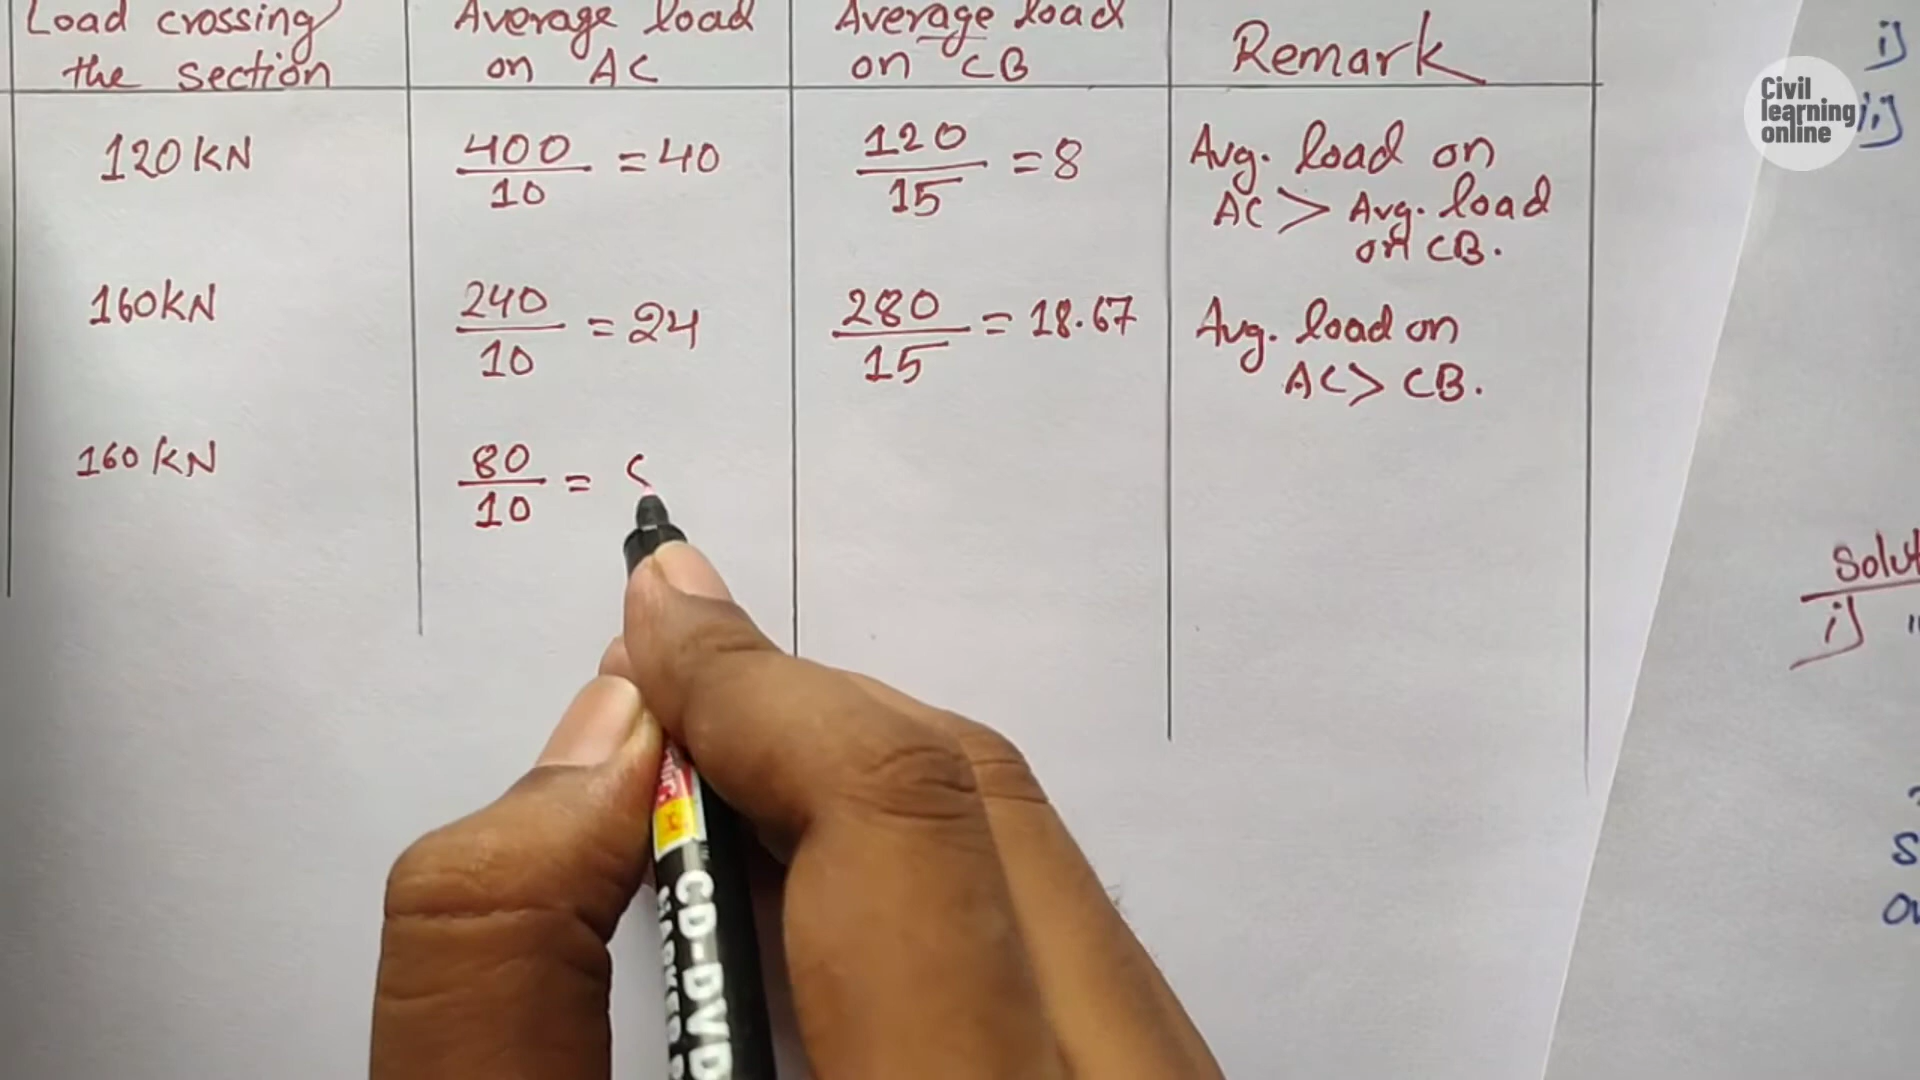 Load crossing the section
Average load on AC
Average load on CB
Remark
120 KN
400/10 = 40
120/15 = 8
Avg. load on
AC > Avg. load
on CB.
160 KN
240/10 = 24
280/15 = 18.67
Avg. load on
AC > CB.
160 KN
80/10 =
i)
ii)
i)
Civil
learning
online
CD-DVD